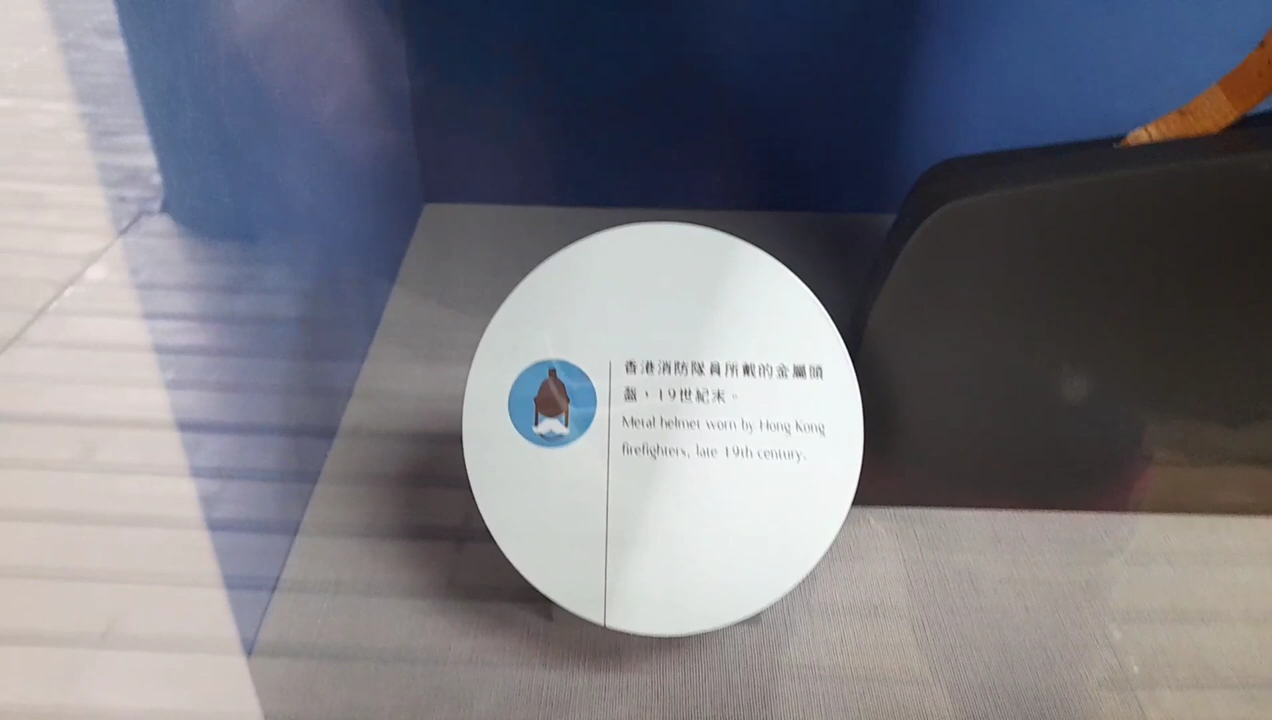 香港消防隊員所戴的金屬頭
盔，19世紀末。
Metal helmet worn by Hong Kong
firefighters, late 19th century.